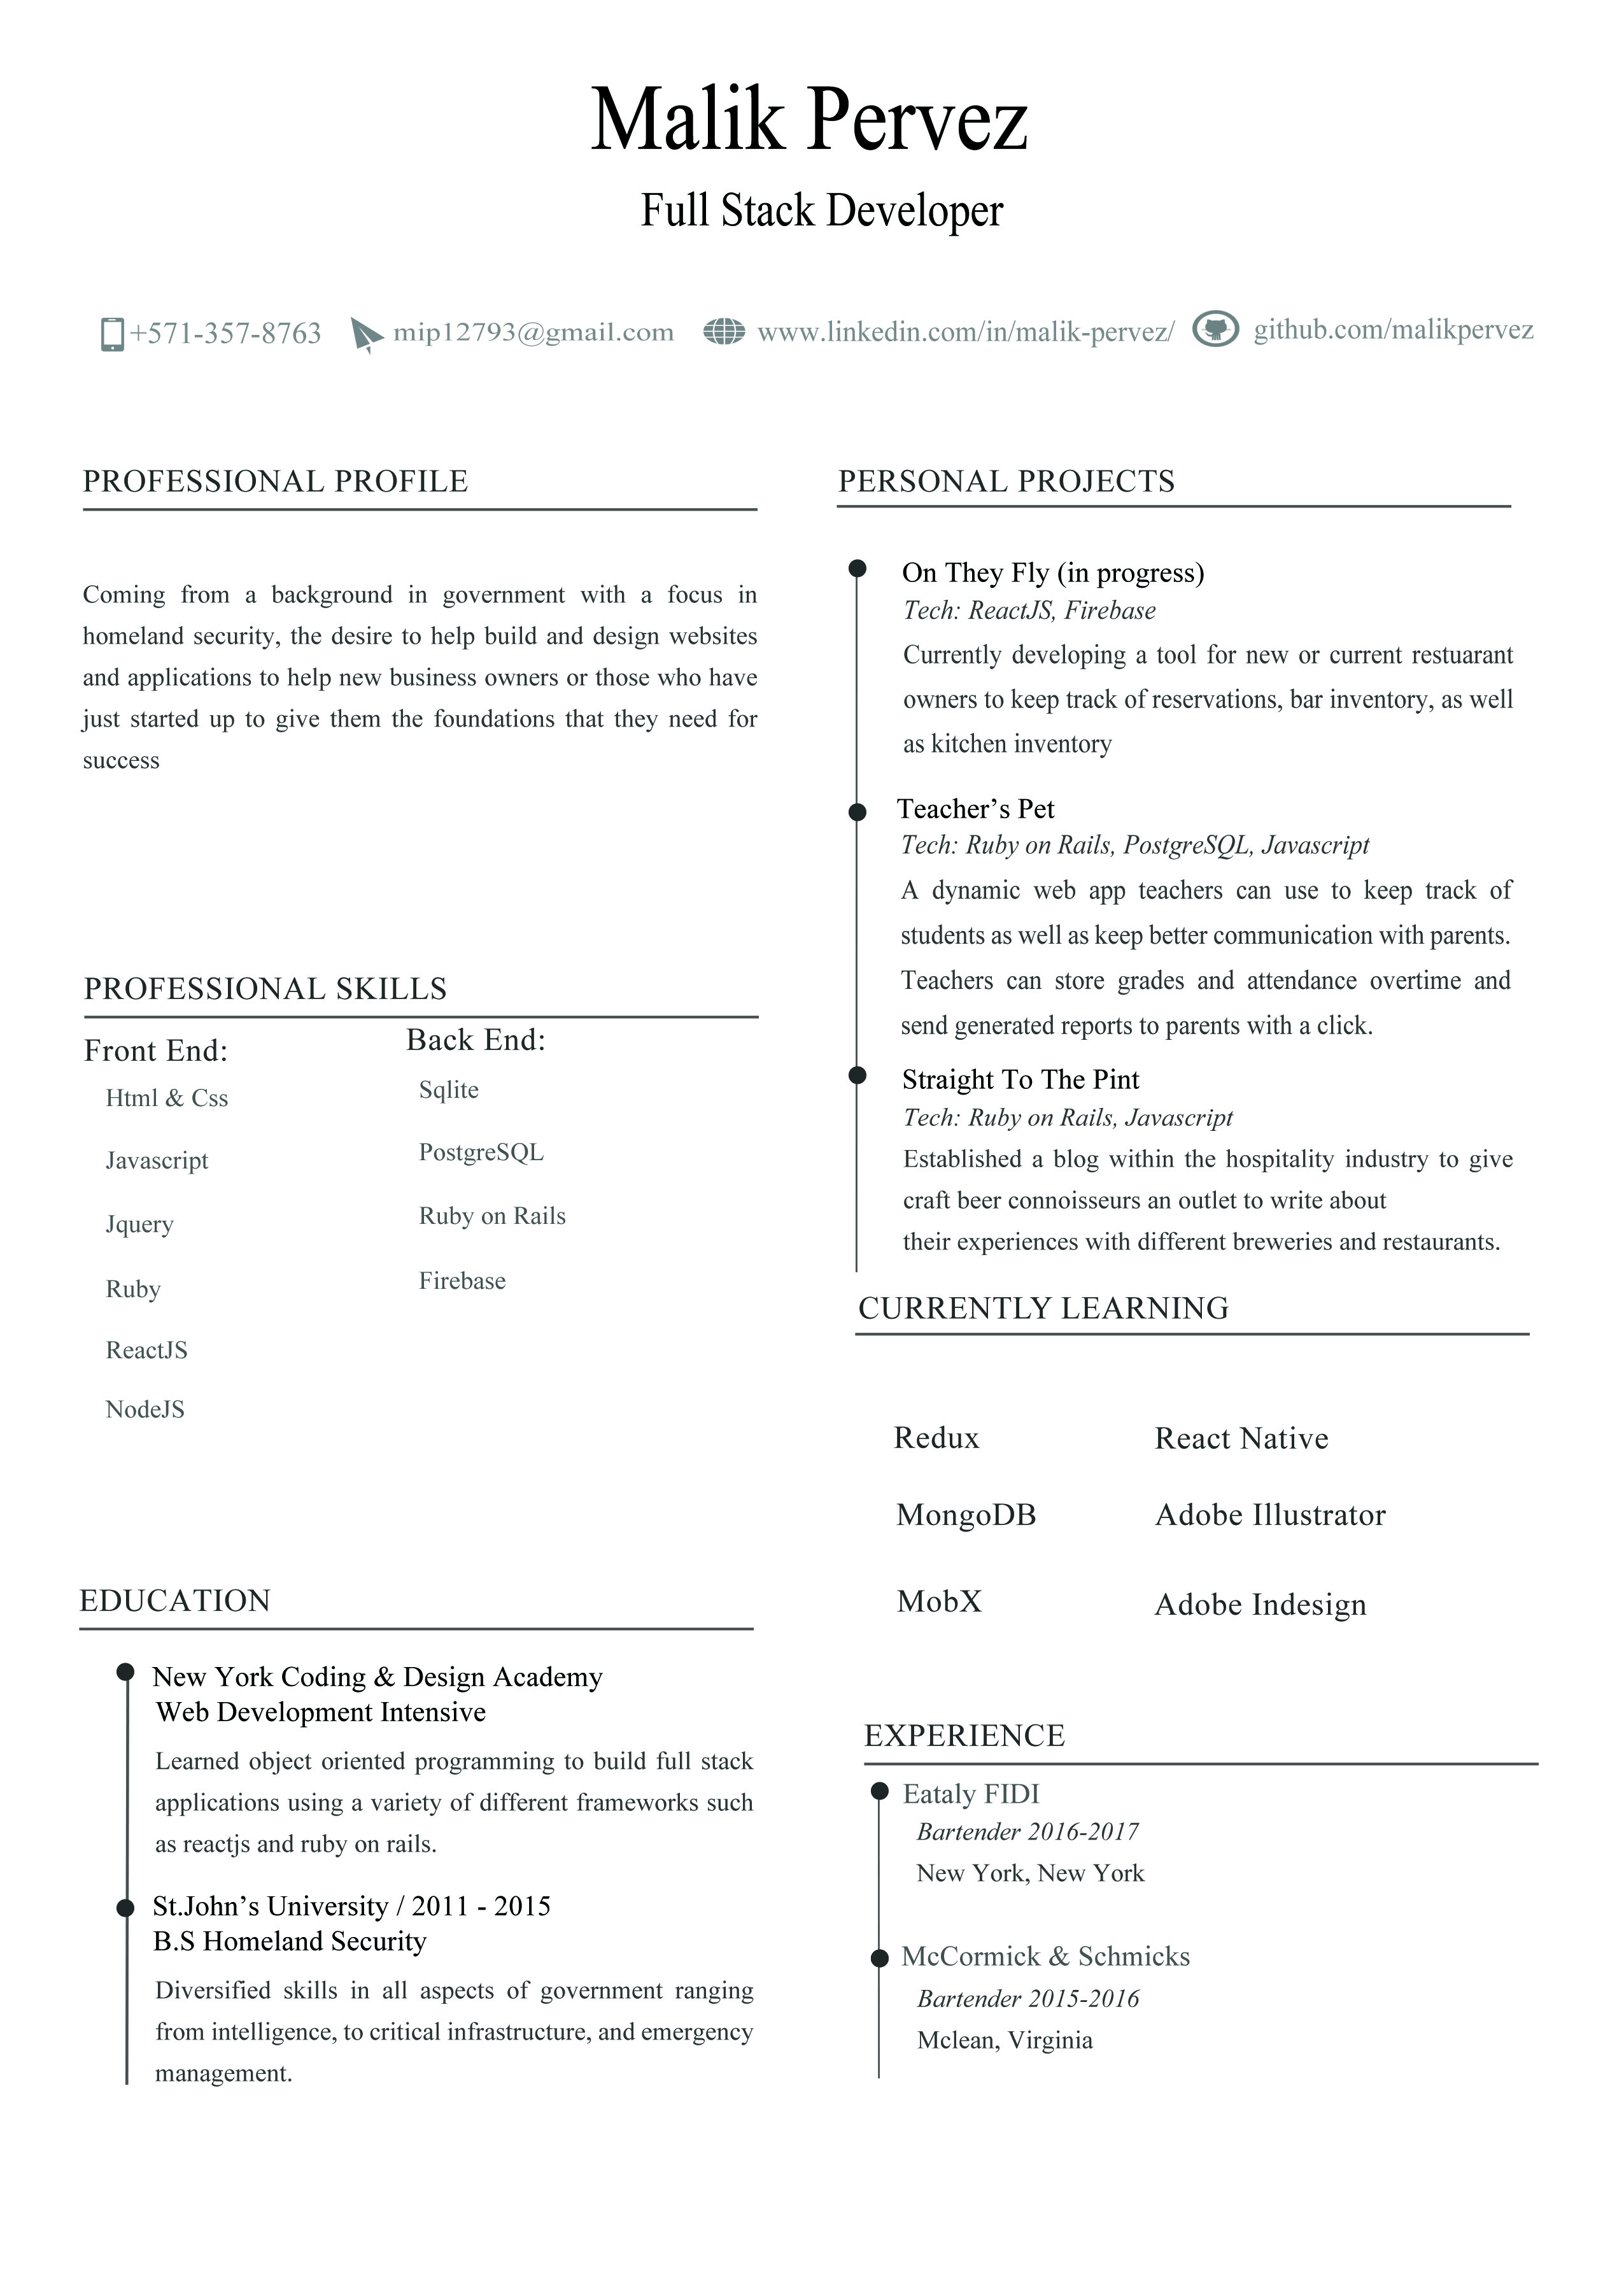 Malik Pervez
Full Stack Developer
+571-357-8763
mip12793@gmail.com
www.linkedin.com/in/malik-pervez/
github.com/malikpervez
PROFESSIONAL PROFILE
Coming from a background in government with a focus in
homeland security, the desire to help build and design websites
and applications to help new business owners or those who have
just started up to give them the foundations that they need for
success
PROFESSIONAL SKILLS
Front End:
Html & Css
Javascript
Jquery
Ruby
ReactJS
NodeJS
Back End:
Sqlite
PostgreSQL
Ruby on Rails
Firebase
EDUCATION
New York Coding & Design Academy
Web Development Intensive
Learned object oriented programming to build full stack
applications using a variety of different frameworks such
as reactjs and ruby on rails.
St.John’s University / 2011 - 2015
B.S Homeland Security
Diversified skills in all aspects of government ranging
from intelligence, to critical infrastructure, and emergency
management.
PERSONAL PROJECTS
On They Fly (in progress)
Tech: ReactJS, Firebase
Currently developing a tool for new or current restuarant
owners to keep track of reservations, bar inventory, as well
as kitchen inventory
Teacher’s Pet
Tech: Ruby on Rails, PostgreSQL, Javascript
A dynamic web app teachers can use to keep track of
students as well as keep better communication with parents.
Teachers can store grades and attendance overtime and
send generated reports to parents with a click.
Straight To The Pint
Tech: Ruby on Rails, Javascript
Established a blog within the hospitality industry to give
craft beer connoisseurs an outlet to write about
their experiences with different breweries and restaurants.
CURRENTLY LEARNING
Redux
React Native
MongoDB
Adobe Illustrator
MobX
Adobe Indesign
EXPERIENCE
Eataly FIDI
Bartender 2016-2017
New York, New York
McCormick & Schmicks
Bartender 2015-2016
Mclean, Virginia